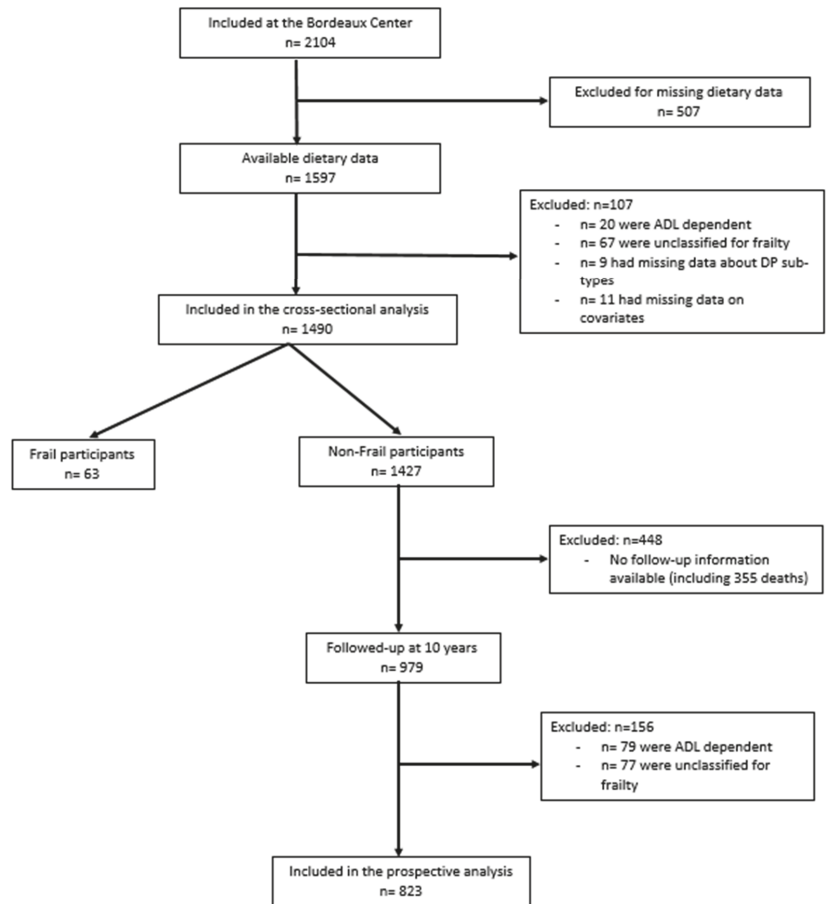 Included at the Bordeaux Center
n= 2104
Excluded for missing dietary data
n= 507
Available dietary data
n= 1597
Excluded: n=107
- n= 20 were ADL dependent
- n= 67 were unclassified for frailty
- n= 9 had missing data about DP sub-
types
- n= 11 had missing data on
covariates
Included in the cross-sectional analysis
n= 1490
Frail participants
n= 63
Non-Frail participants
n= 1427
Excluded: n=448
- No follow-up information
available (including 355 deaths)
Followed-up at 10 years
n= 979
Excluded: n=156
- n= 79 were ADL dependent
- n= 77 were unclassified for
frailty
Included in the prospective analysis
n= 823